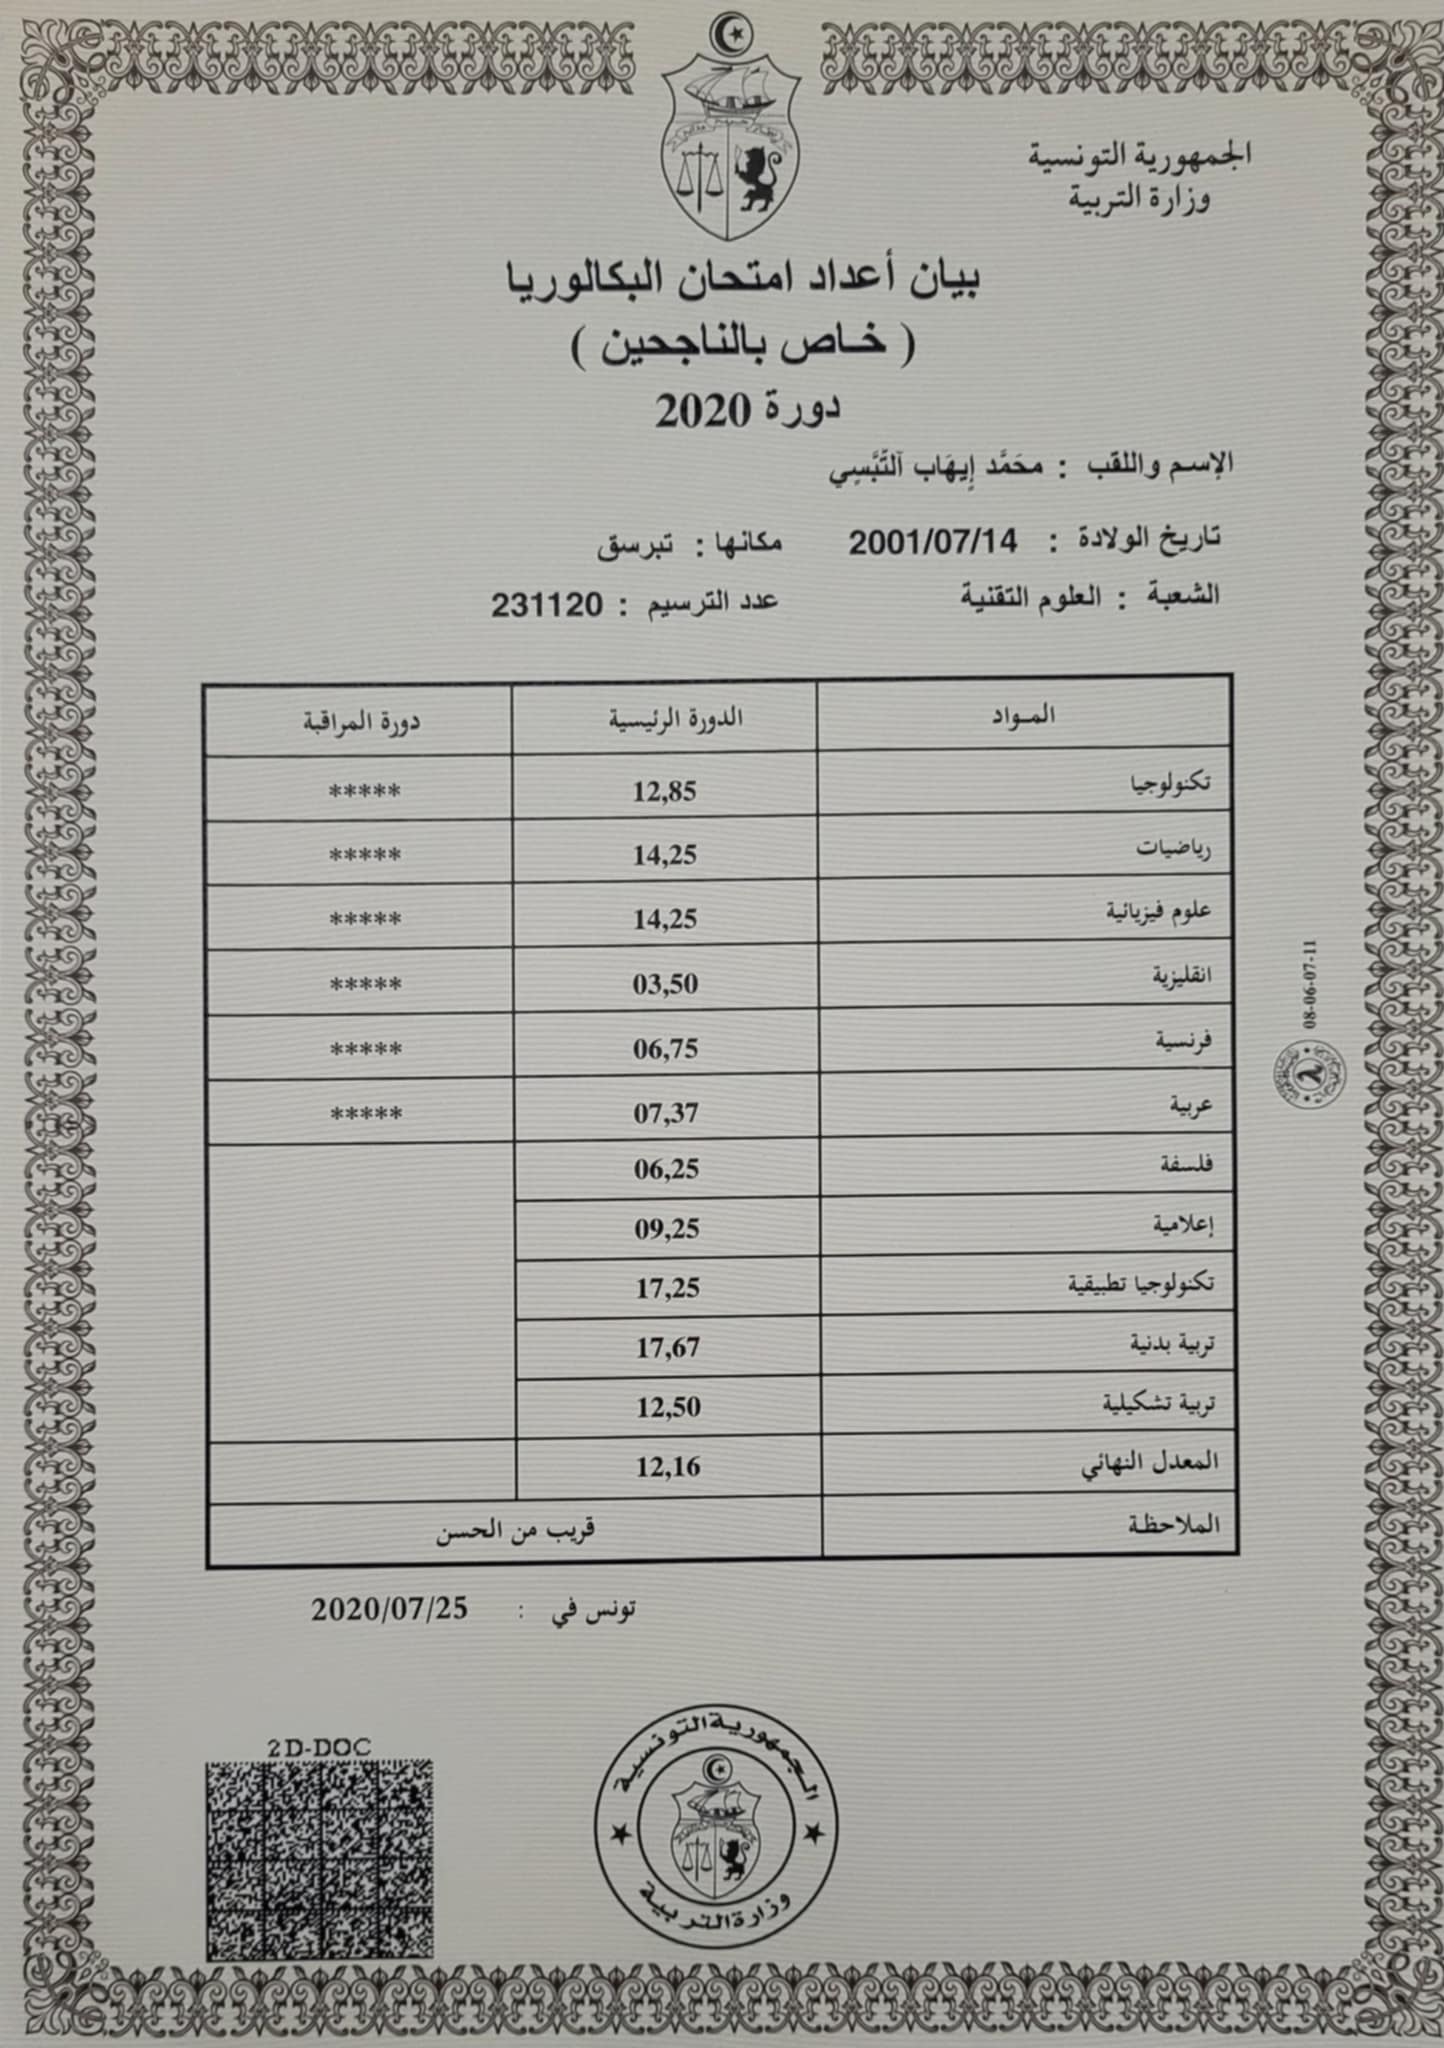 الجمهورية التونسية
وزارة التربية
بيان أعداد امتحان البكالوريا
( خاص بالناجحين )
دورة 2020
الإسم واللقب : محَمَّد إِيهَاب آلتَّبَّسِي
تاريخ الولادة : 2001/07/14 مكانها : تبرسق
الشعبة : العلوم التقنية عدد الترسيم : 231120
المواد الدورة الرئيسية دورة المراقبة
تكنولوجيا 12,85 *****
رياضيات 14,25 *****
علوم فيزيائية 14,25 *****
انقليزية 03,50 *****
فرنسية 06,75 *****
عربية 07,37 *****
فلسفة 06,25
إعلامية 09,25
تكنولوجيا تطبيقية 17,25
تربية بدنية 17,67
تربية تشكيلية 12,50
المعدل النهائي 12,16
الملاحظة قريب من الحسن
08-06-07-11
تونس في : 2020/07/25
2D-DOC
الجمهورية التونسية
وزارة التربية